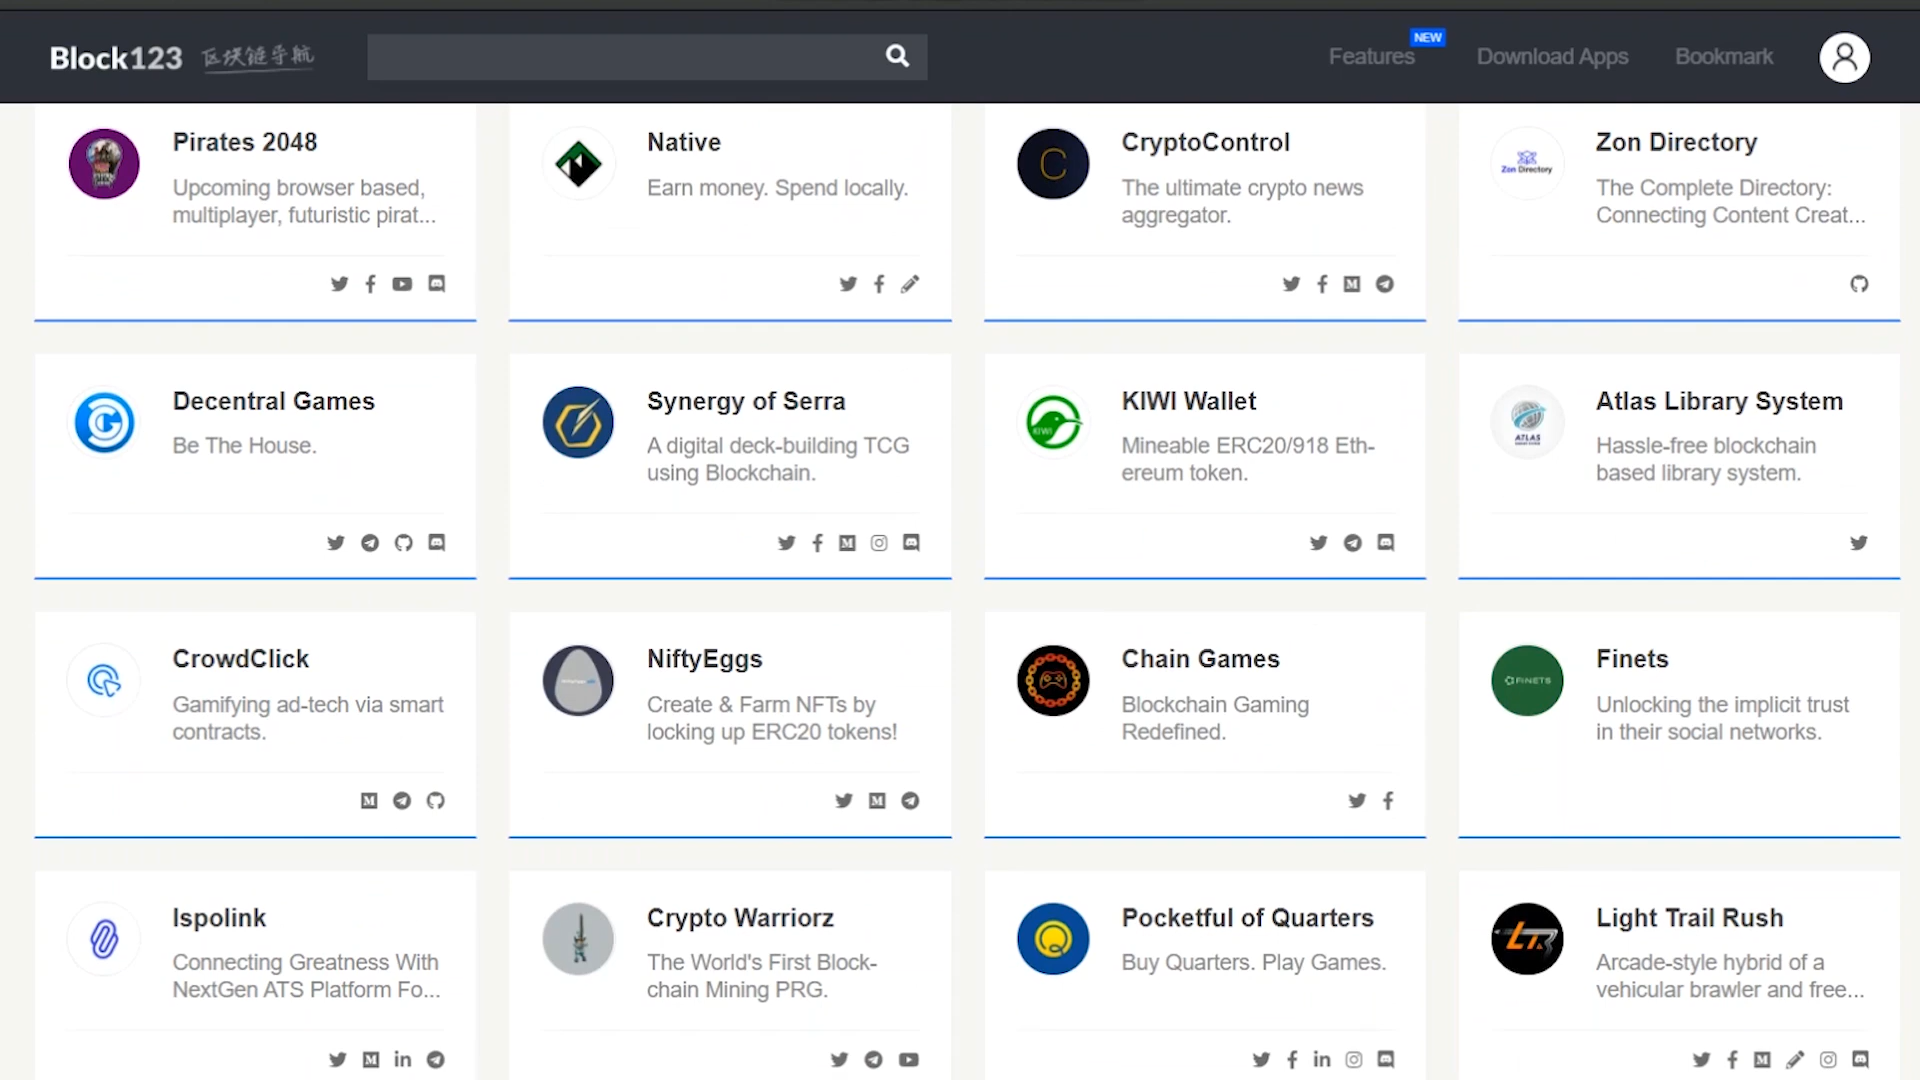 Block123 区块链导航
Features NEW Download Apps Bookmark
Pirates 2048
Upcoming browser based,
multiplayer, futuristic pirat...
Native
Earn money. Spend locally.
CryptoControl
The ultimate crypto news
aggregator.
Zon Directory
Zon Directory
The Complete Directory:
Connecting Content Creat...
Decentral Games
Be The House.
Synergy of Serra
A digital deck-building TCG
using Blockchain.
KIWI
KIWI Wallet
Mineable ERC20/918 Eth-
ereum token.
ATLAS
Atlas Library System
Hassle-free blockchain
based library system.
CrowdClick
Gamifying ad-tech via smart
contracts.
NiftyEggs
Create & Farm NFTs by
locking up ERC20 tokens!
Chain Games
Blockchain Gaming
Redefined.
FINETS
Finets
Unlocking the implicit trust
in their social networks.
Ispolink
Connecting Greatness With
NextGen ATS Platform Fo...
Crypto Warriorz
The World's First Block-
chain Mining PRG.
Pocketful of Quarters
Buy Quarters. Play Games.
LTR
Light Trail Rush
Arcade-style hybrid of a
vehicular brawler and free...